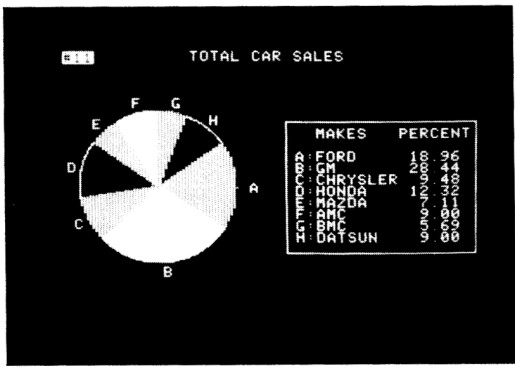 #11
TOTAL CAR SALES
F
G
H
E
D
A
C
B
MAKES PERCENT
A:FORD 18.96
B:GM 28.44
C:CHRYSLER 9.48
D:HONDA 12.32
E:MAZDA 7.11
F:AMC 9.00
G:BMC 5.69
H:DATSUN 9.00